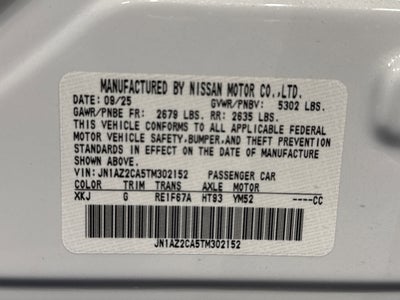 MANUFACTURED BY NISSAN MOTOR CO.,LTD.
DATE: 09/25 GVWR/PNBV: 5302 LBS.
GAWR/PNBE FR: 2679 LBS. RR: 2635 LBS.
THIS VEHICLE CONFORMS TO ALL APPLICABLE FEDERAL
MOTOR VEHICLE SAFETY,BUMPER,AND THEFT PREVENTION
STANDARDS IN EFFECT ON THE DATE OF MANUFACTURE
SHOWN ABOVE.
VIN: JN1AZ2CA5TM302152 PASSENGER CAR
COLOR TRIM TRANS AXLE MOTOR
XKJ G RE1F67A HT93 YM52 ----CC
JN1AZ2CA5TM302152